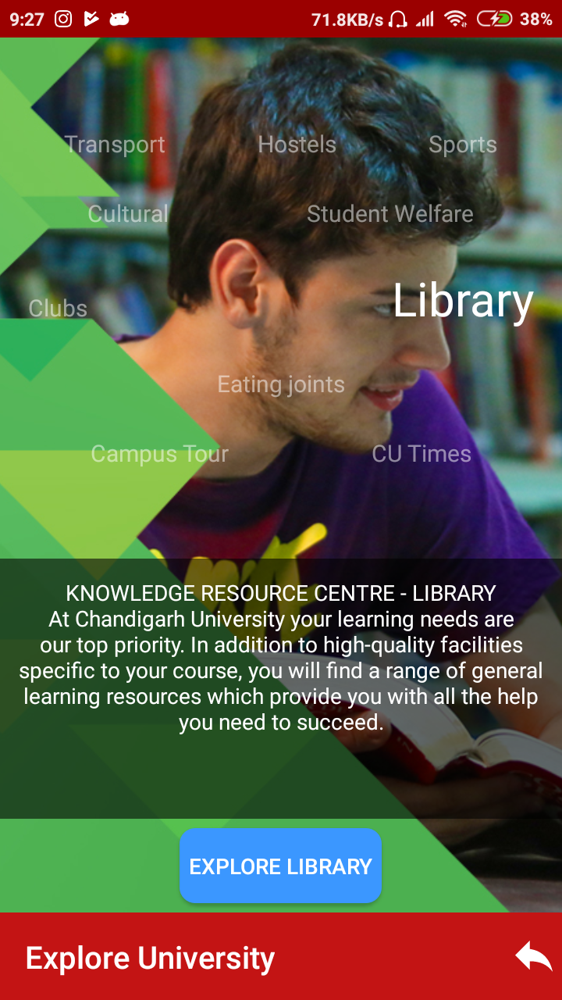 9:27 71.8KB/s 38%
Transport Hostels Sports
Cultural Student Welfare
Library
Clubs
Eating joints
Campus Tour CU Times
KNOWLEDGE RESOURCE CENTRE - LIBRARY
At Chandigarh University your learning needs are
our top priority. In addition to high-quality facilities
specific to your course, you will find a range of general
learning resources which provide you with all the help
you need to succeed.
EXPLORE LIBRARY
Explore University